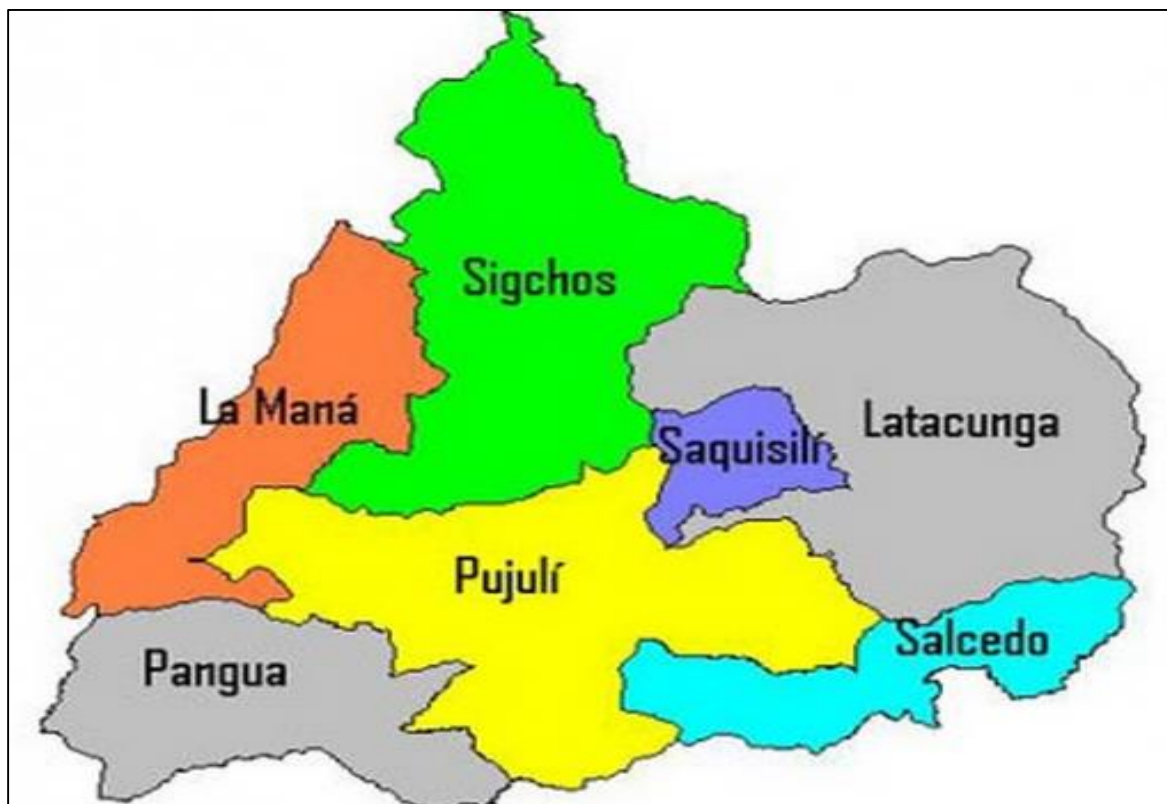 Sigchos
La Maná
Latacunga
Saquisilí
Pujulí
Salcedo
Pangua